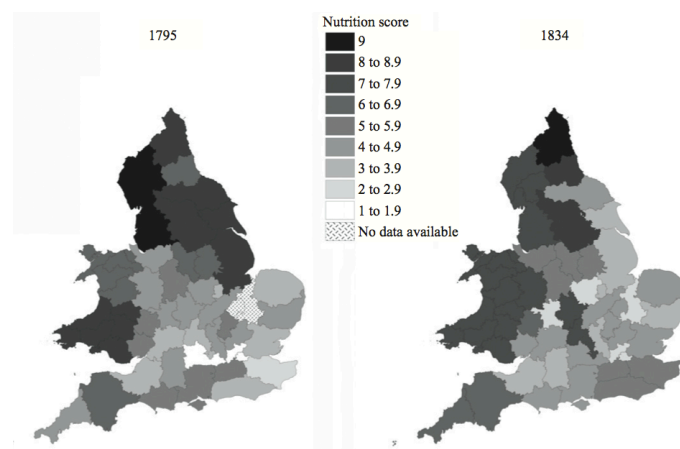 1795
Nutrition score
9
8 to 8.9
7 to 7.9
6 to 6.9
5 to 5.9
4 to 4.9
3 to 3.9
2 to 2.9
1 to 1.9
No data available
1834